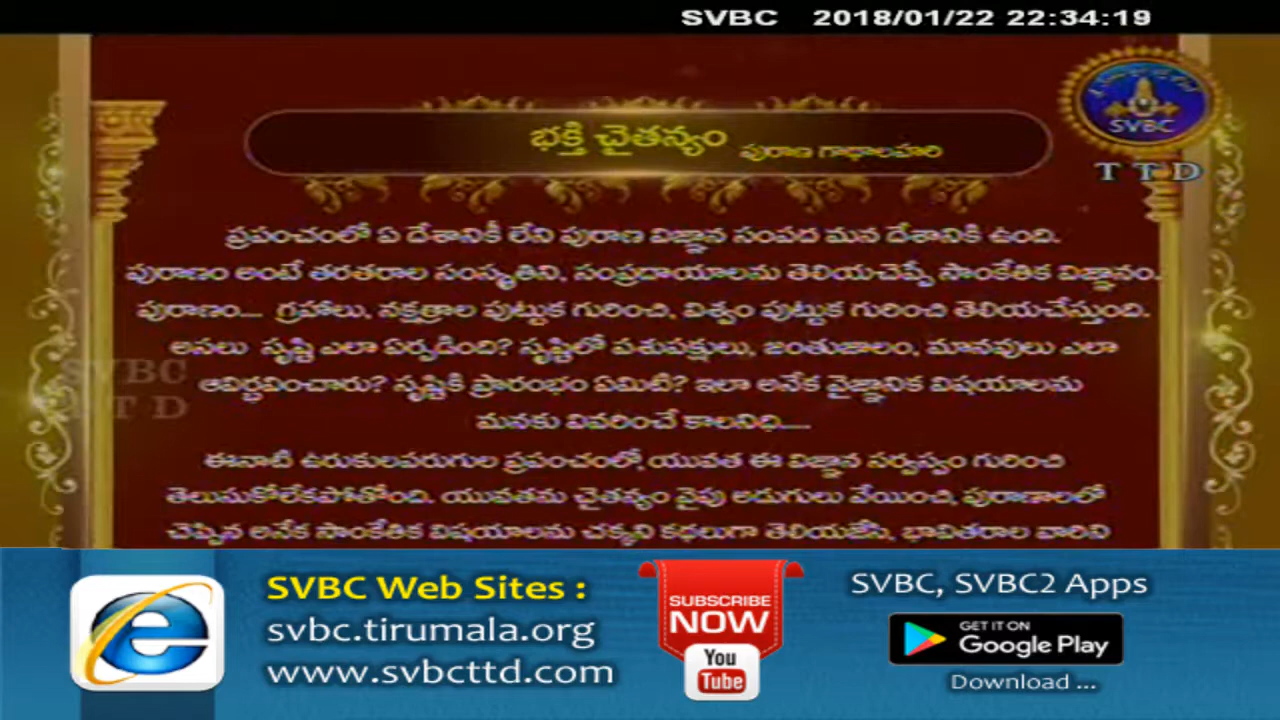 SVBC 2018/01/22 22:34:19
SVBC
T T D
భక్తి చైతన్యం పురాణ గాథాలహరి
ప్రపంచంలో ఏ దేశానికీ లేని పురాణ విజ్ఞాన సంపద మన దేశానికి ఉంది.
పురాణం అంటే తరతరాల సంస్కృతిని, సంప్రదాయాలను తెలియచెప్పే సాంకేతిక విజ్ఞానం.
పురాణం.... గ్రహాలు, నక్షత్రాల పుట్టుక గురించి, విశ్వం పుట్టుక గురించి తెలియచేస్తుంది.
అసలు సృష్టి ఎలా ఏర్పడింది? సృష్టిలో పశుపక్షులు, జంతుజాలం, మానవులు ఎలా
SVBC
T T D
ఆవిర్భవించారు? సృష్టికి ప్రారంభం ఏమిటి? ఇలా అనేక వైజ్ఞానిక విషయాలను
మనకు వివరించే కాలనిధి.....
ఈనాటి ఉరుకులపరుగుల ప్రపంచంలో, యువత ఈ విజ్ఞాన సర్వస్వం గురించి
తెలుసుకోలేకపోతోంది. యువతను చైతన్యం వైపు అడుగులు వేయించి, పురాణాలలో
చెప్పిన అనేక సాంకేతిక విషయాలను చక్కని కథలుగా తెలియజేసి, భావితరాల వారిని
SVBC Web Sites :
svbc.tirumala.org
www.svbcttd.com
SUBSCRIBE
NOW
You
Tube
SVBC, SVBC2 Apps
GET IT ON
Google Play
Download ...